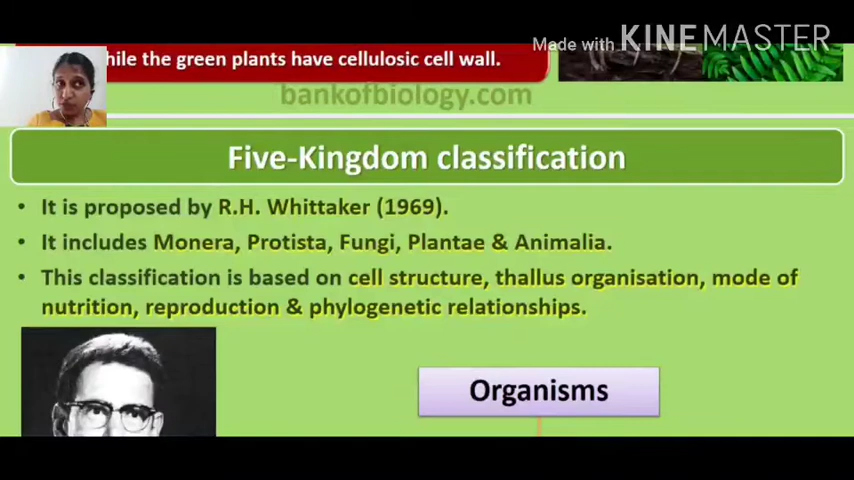 Made with KINEMASTER
hile the green plants have cellulosic cell wall.
bankofbiology.com
Five-Kingdom classification
• It is proposed by R.H. Whittaker (1969).
• It includes Monera, Protista, Fungi, Plantae & Animalia.
• This classification is based on cell structure, thallus organisation, mode of
nutrition, reproduction & phylogenetic relationships.
Organisms